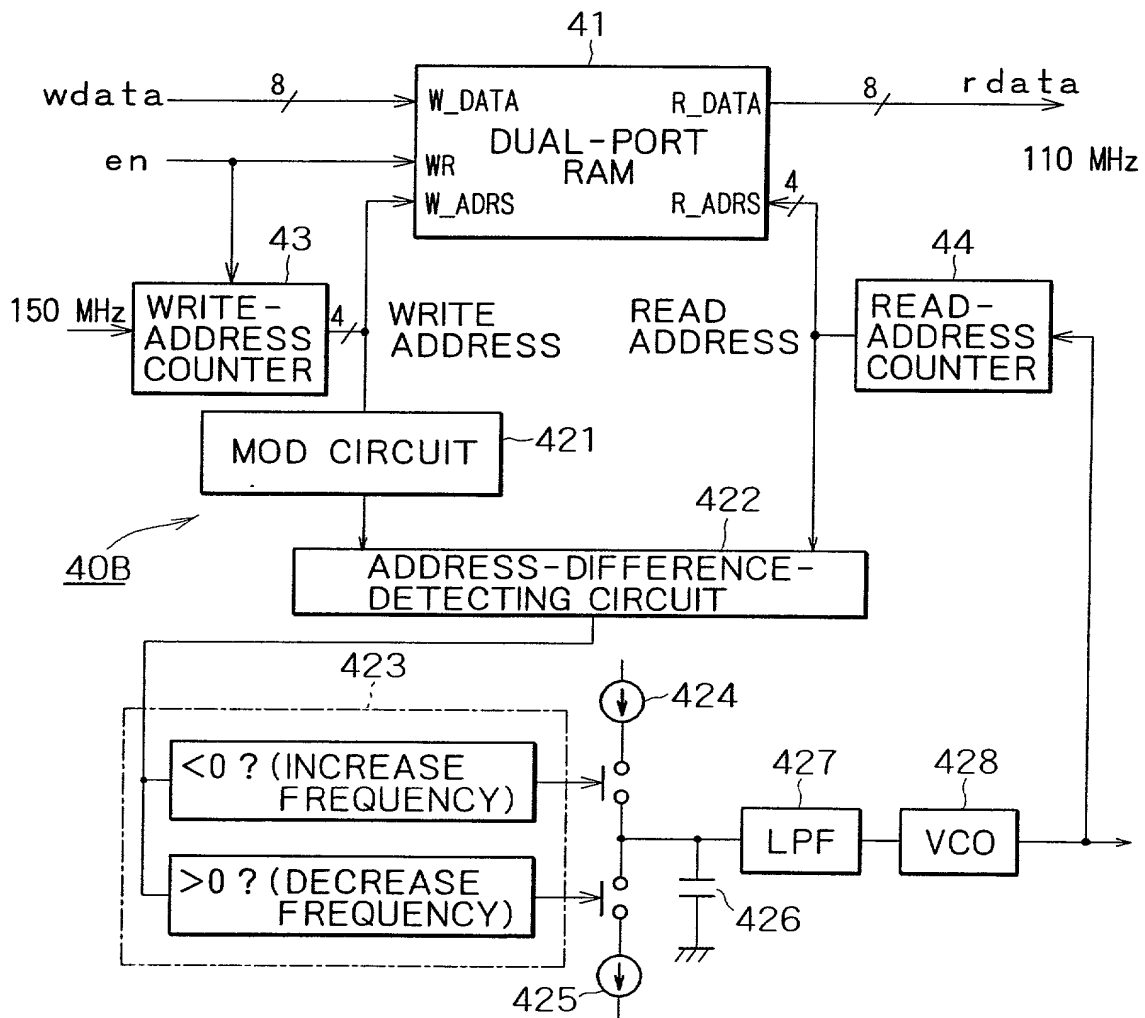 41
wdata
8
W_DATA
R_DATA
8
rdata
DUAL-PORT
RAM
en
WR
110 MHz
W_ADRS
R_ADRS
4
43
44
150 MHz
WRITE-
ADDRESS
COUNTER
4
WRITE
ADDRESS
READ
ADDRESS
READ-
ADDRESS
COUNTER
MOD CIRCUIT
421
422
40B
ADDRESS-DIFFERENCE-
DETECTING CIRCUIT
423
424
<0 ? (INCREASE
FREQUENCY)
427
428
LPF
VCO
>0 ? (DECREASE
FREQUENCY)
426
425